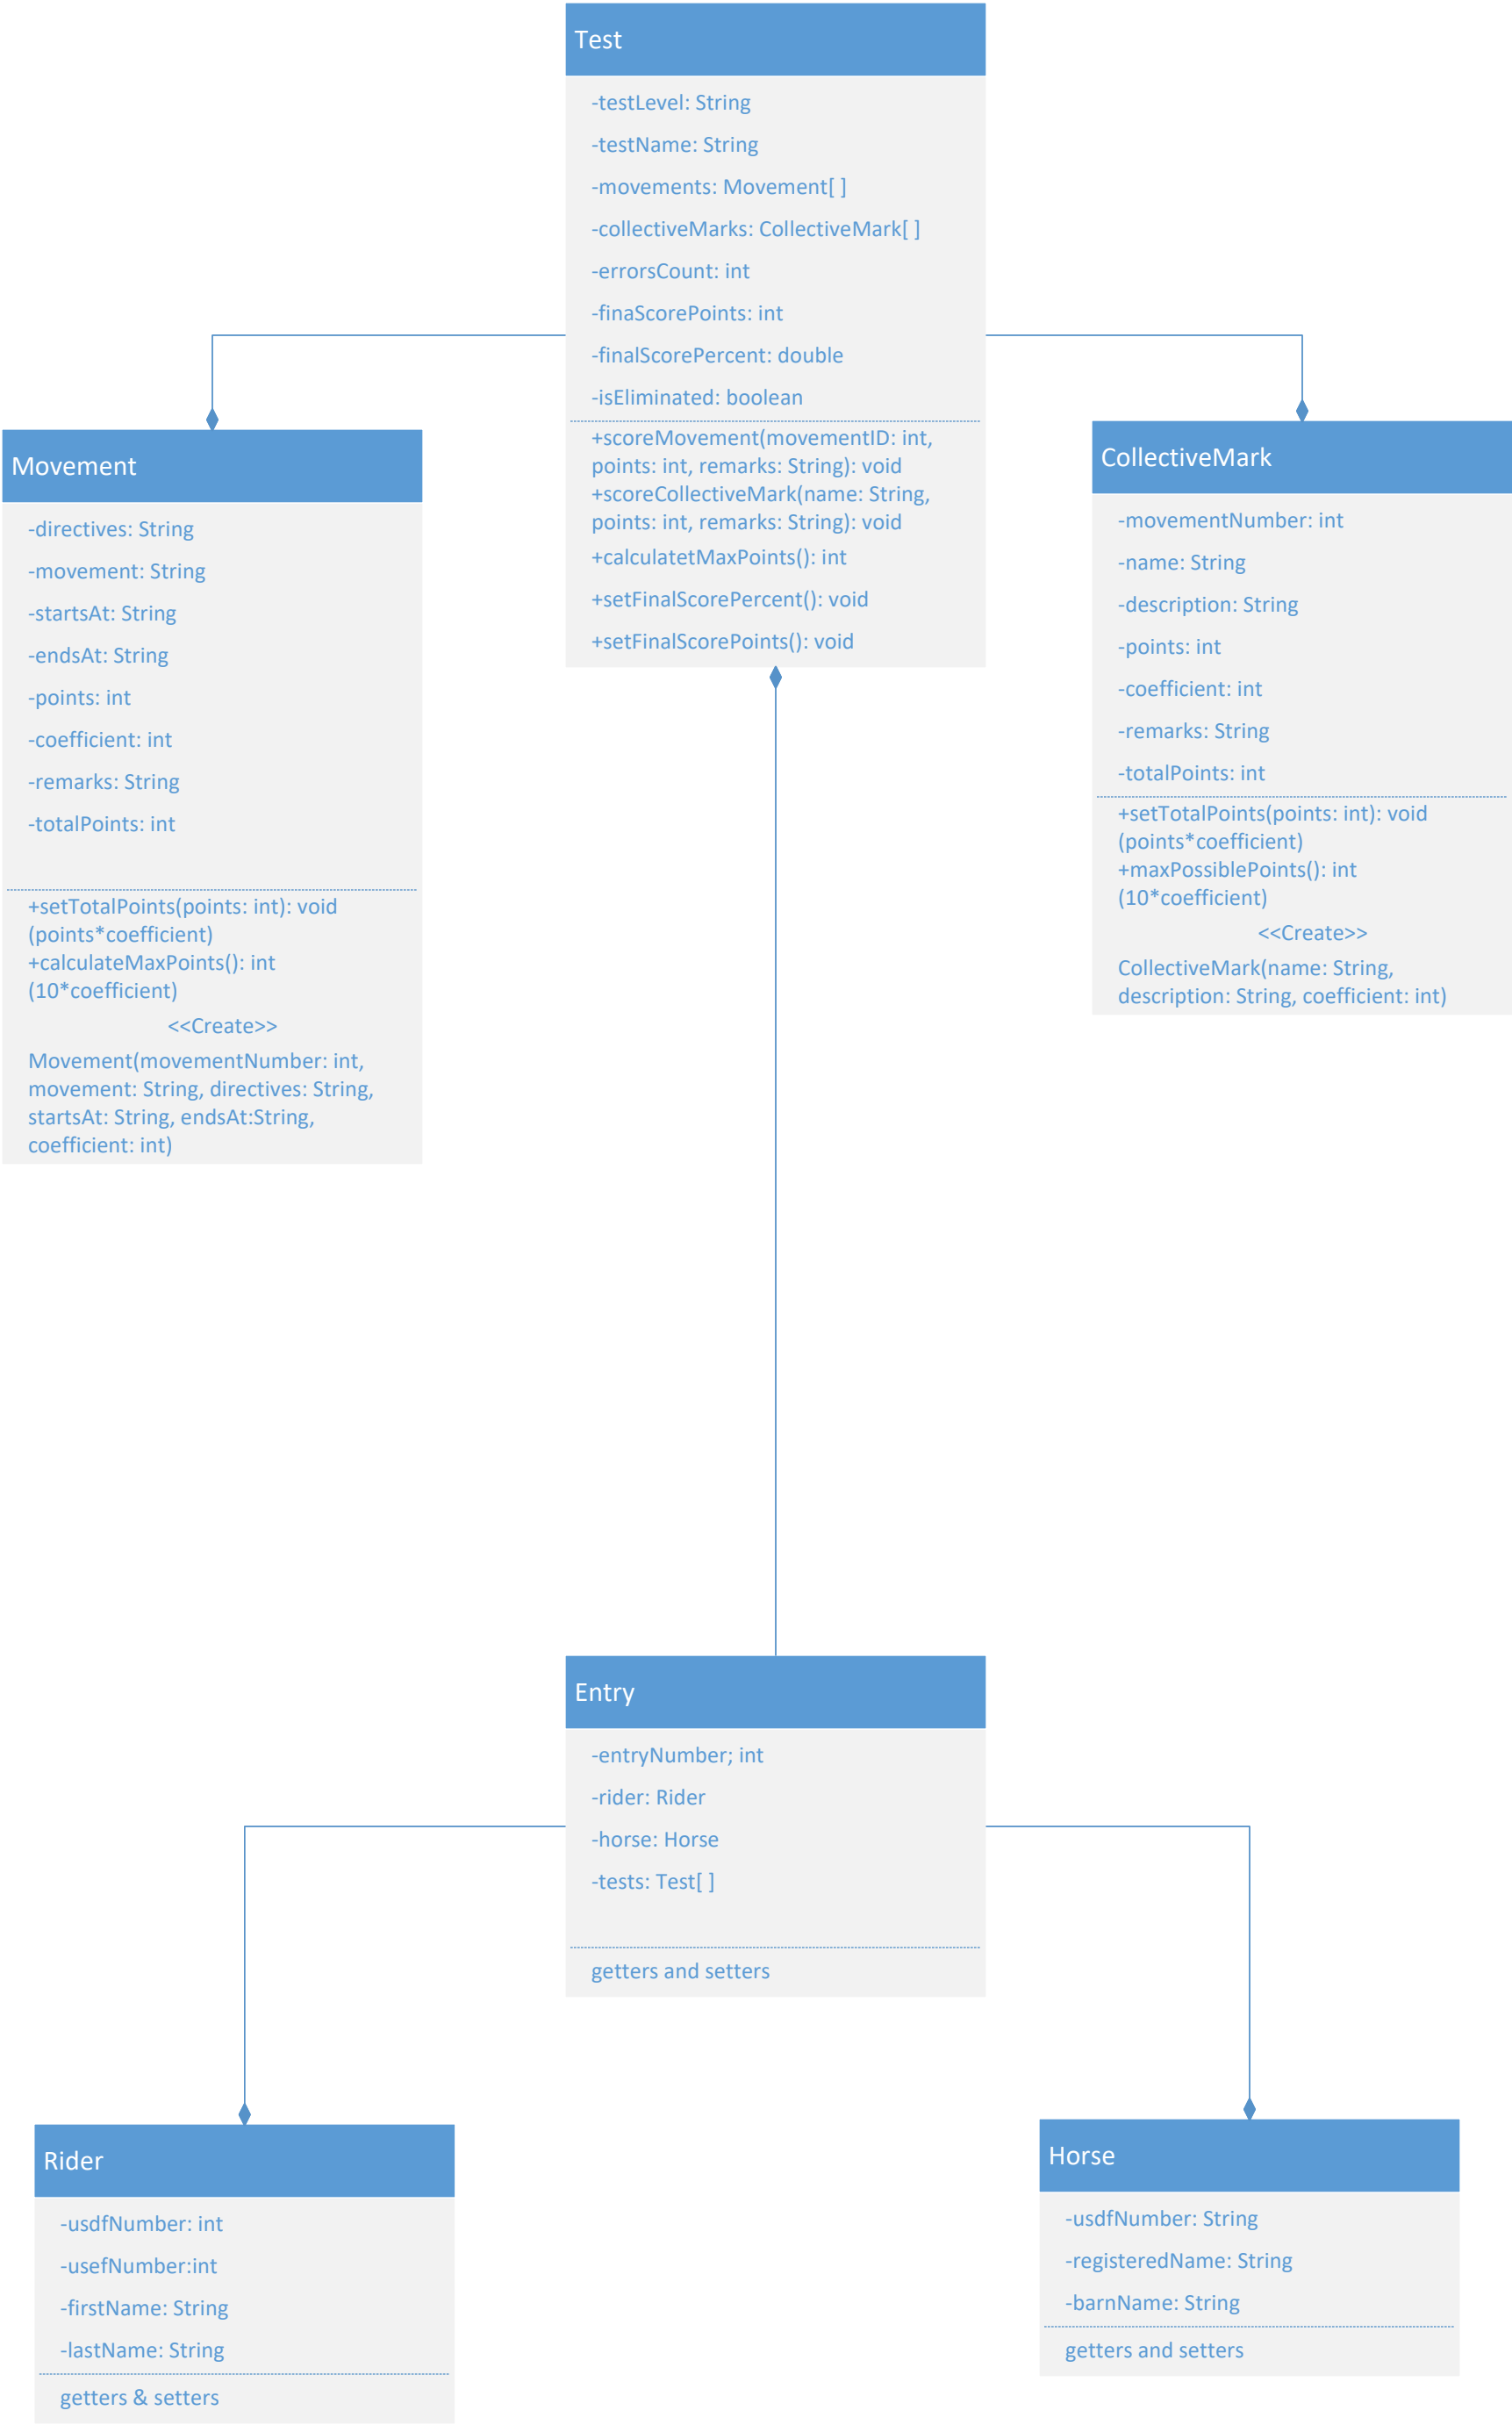 Test
-testLevel: String
-testName: String
-movements: Movement[ ]
-collectiveMarks: CollectiveMark[ ]
-errorsCount: int
-finaScorePoints: int
-finalScorePercent: double
-isEliminated: boolean
+scoreMovement(movementID: int,
points: int, remarks: String): void
+scoreCollectiveMark(name: String,
points: int, remarks: String): void
+calculatetMaxPoints(): int
+setFinalScorePercent(): void
+setFinalScorePoints(): void
Movement
-directives: String
-movement: String
-startsAt: String
-endsAt: String
-points: int
-coefficient: int
-remarks: String
-totalPoints: int
+setTotalPoints(points: int): void
(points*coefficient)
+calculateMaxPoints(): int
(10*coefficient)
<<Create>>
Movement(movementNumber: int,
movement: String, directives: String,
startsAt: String, endsAt:String,
coefficient: int)
CollectiveMark
-movementNumber: int
-name: String
-description: String
-points: int
-coefficient: int
-remarks: String
-totalPoints: int
+setTotalPoints(points: int): void
(points*coefficient)
+maxPossiblePoints(): int
(10*coefficient)
<<Create>>
CollectiveMark(name: String,
description: String, coefficient: int)
Entry
-entryNumber; int
-rider: Rider
-horse: Horse
-tests: Test[ ]
getters and setters
Rider
-usdfNumber: int
-usefNumber:int
-firstName: String
-lastName: String
getters & setters
Horse
-usdfNumber: String
-registeredName: String
-barnName: String
getters and setters